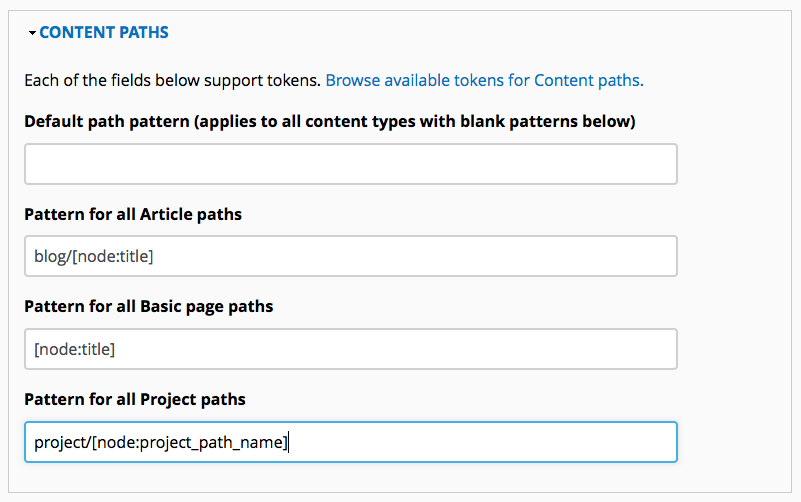 CONTENT PATHS
Each of the fields below support tokens. Browse available tokens for Content paths.
Default path pattern (applies to all content types with blank patterns below)
Pattern for all Article paths
blog/[node:title]
Pattern for all Basic page paths
[node:title]
Pattern for all Project paths
project/[node:project_path_name]